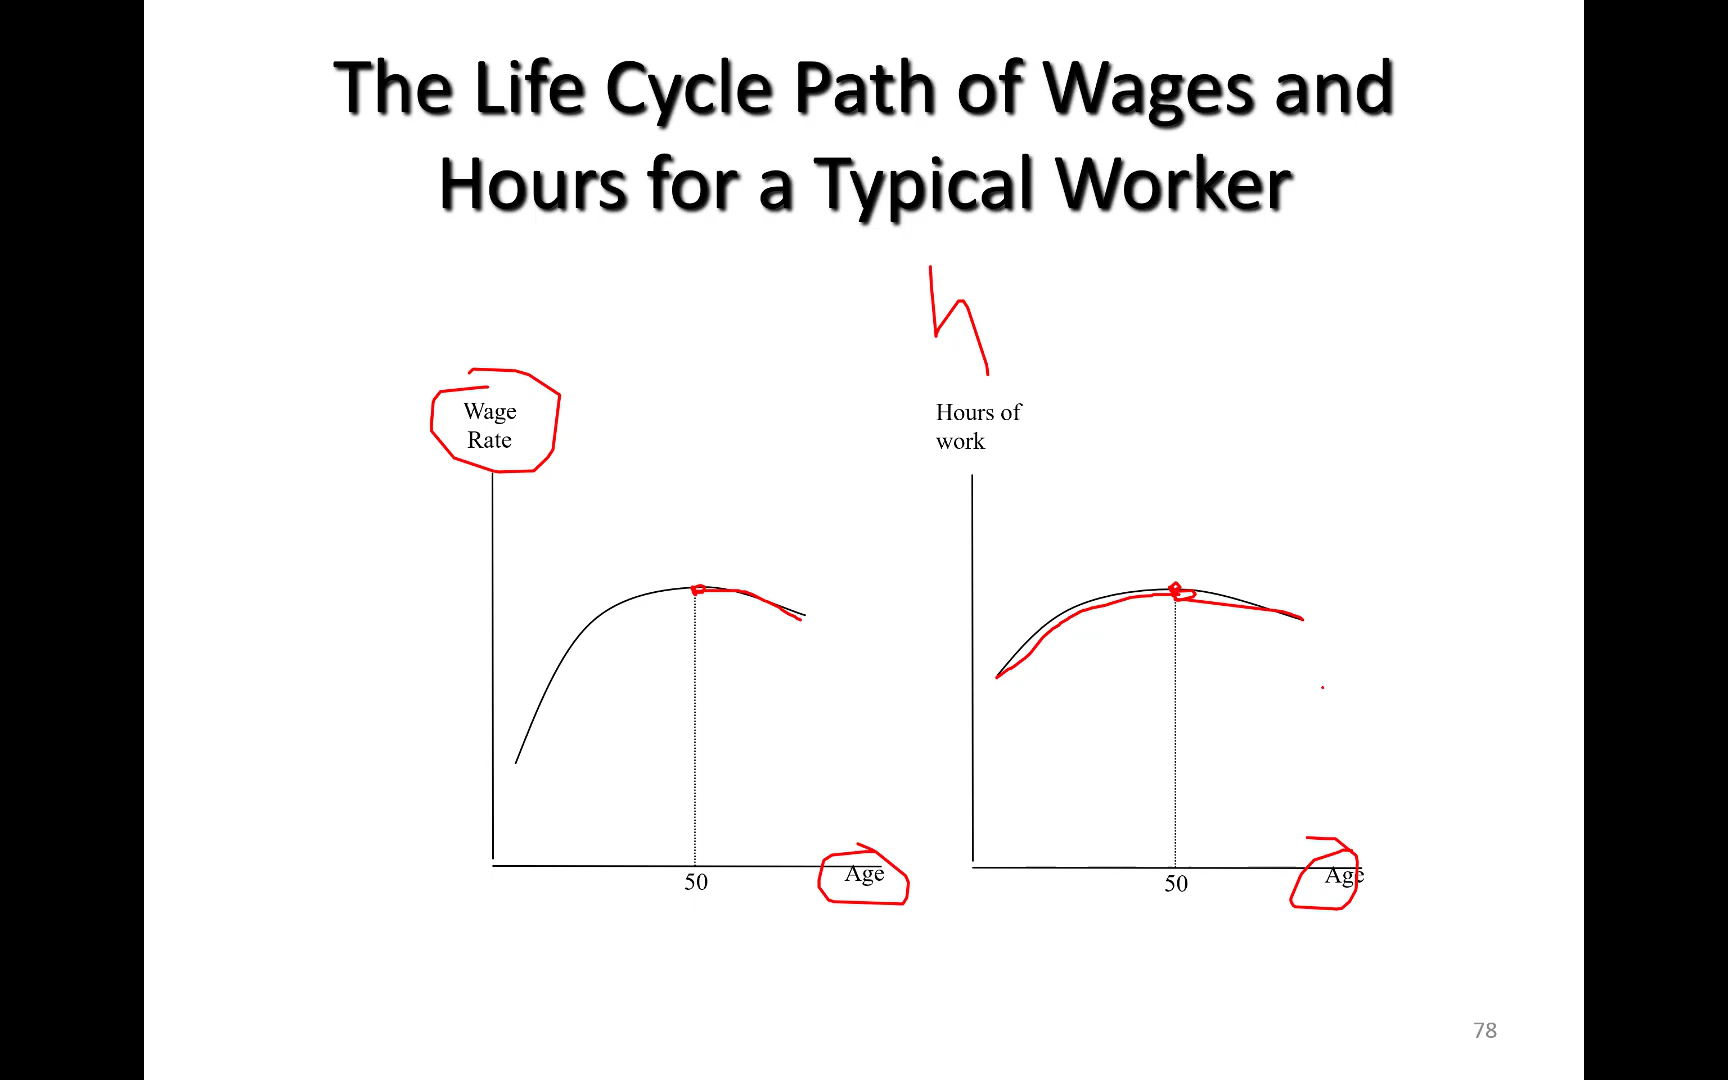 The Life Cycle Path of Wages and
Hours for a Typical Worker
h
Wage
Rate
Hours of
work
50
Age
50
Age
78